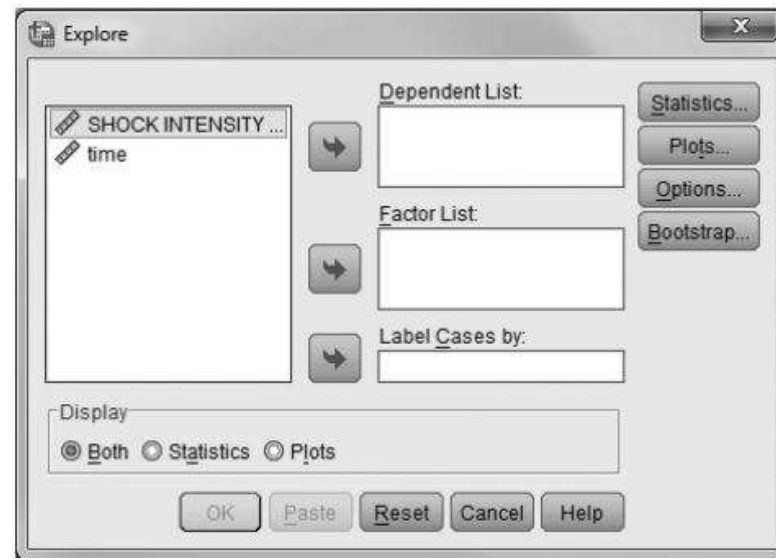 Explore
SHOCK INTENSITY ...
time
Dependent List:
Factor List:
Label Cases by:
Statistics...
Plots...
Options...
Bootstrap...
Display
Both Statistics Plots
OK Paste Reset Cancel Help